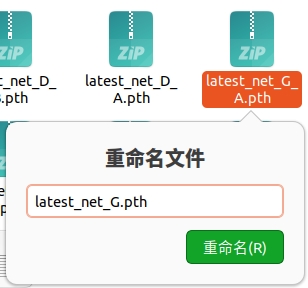 ZIP
ZIP
ZIP
t_net_D_
latest_net_D_
latest_net_G_
B.pth
A.pth
A.pth
重命名文件
latest_net_G.pth
重命名(R)